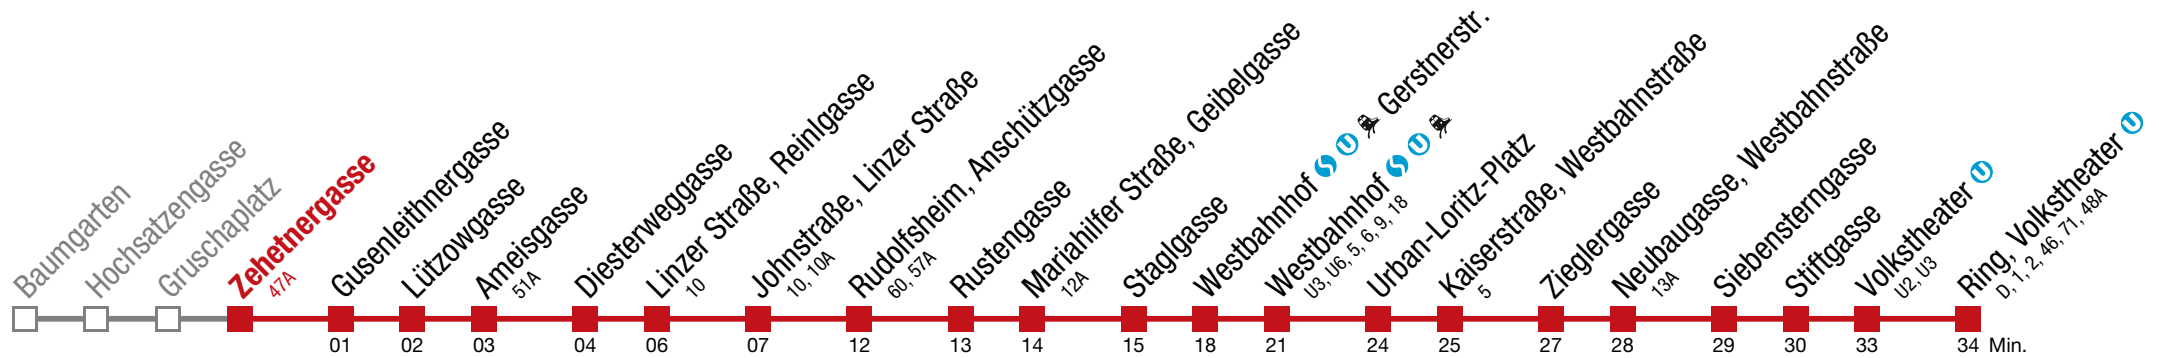 Baumgarten
Hochsatzengasse
Gruschaplatz
Zehetnergasse
47A
Gusenleithnergasse
Lützowgasse
Ameisgasse
51A
Diesterweggasse
Linzer Straße, Reinlgasse
10
Johnstraße, Linzer Straße
10, 10A
Rudolfsheim, Anschützgasse
60, 57A
Rustengasse
Mariahilfer Straße, Geibelgasse
12A
Staglgasse
Westbahnhof S U Gerstnerstr.
Westbahnhof S U
U3, U6, 5, 6, 9, 18
Urban-Loritz-Platz
Kaiserstraße, Westbahnstraße
5
Zieglergasse
Neubaugasse, Westbahnstraße
13A
Siebensterngasse
Stiftgasse
Volkstheater U
U2, U3
Ring, Volkstheater U
D, 1, 2, 46, 71, 48A
01 02 03 04 06 07 12 13 14 15 18 21 24 25 27 28 29 30 33 34 Min.